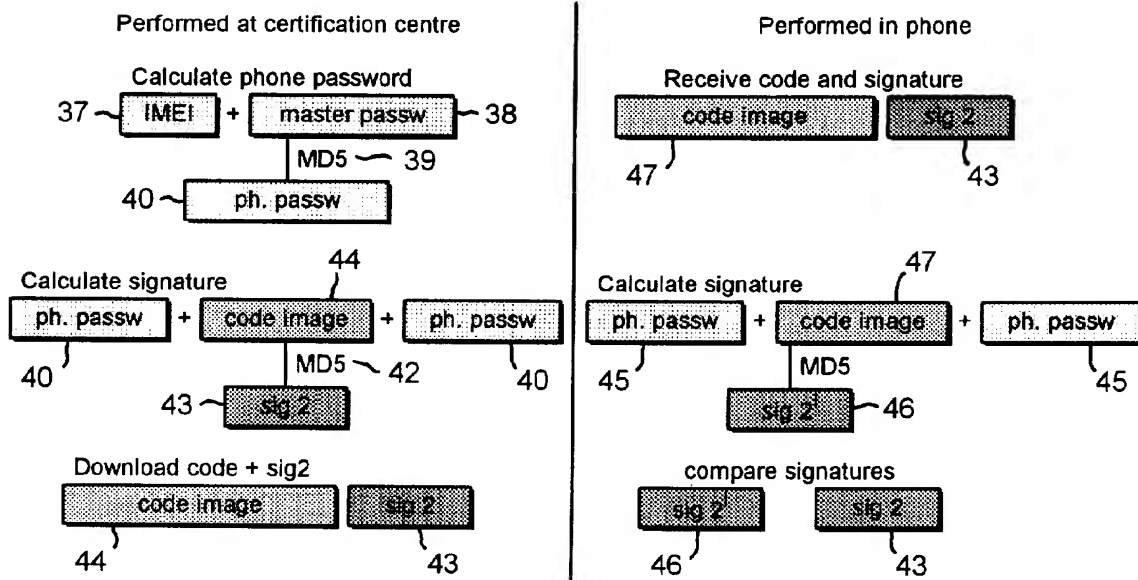 Performed at certification centre
Calculate phone password
37 IMEI + master passw 38
MD5 39
40 ph. passw
Calculate signature 44
ph. passw + code image + ph. passw
40 MD5 42 40
43 sig 2
Download code + sig2
code image sig 2
44 43
Performed in phone
Receive code and signature
code image sig 2
47 43
Calculate signature 47
ph. passw + code image + ph. passw
45 MD5 45
sig 2' 46
compare signatures
sig 2' sig 2
46 43